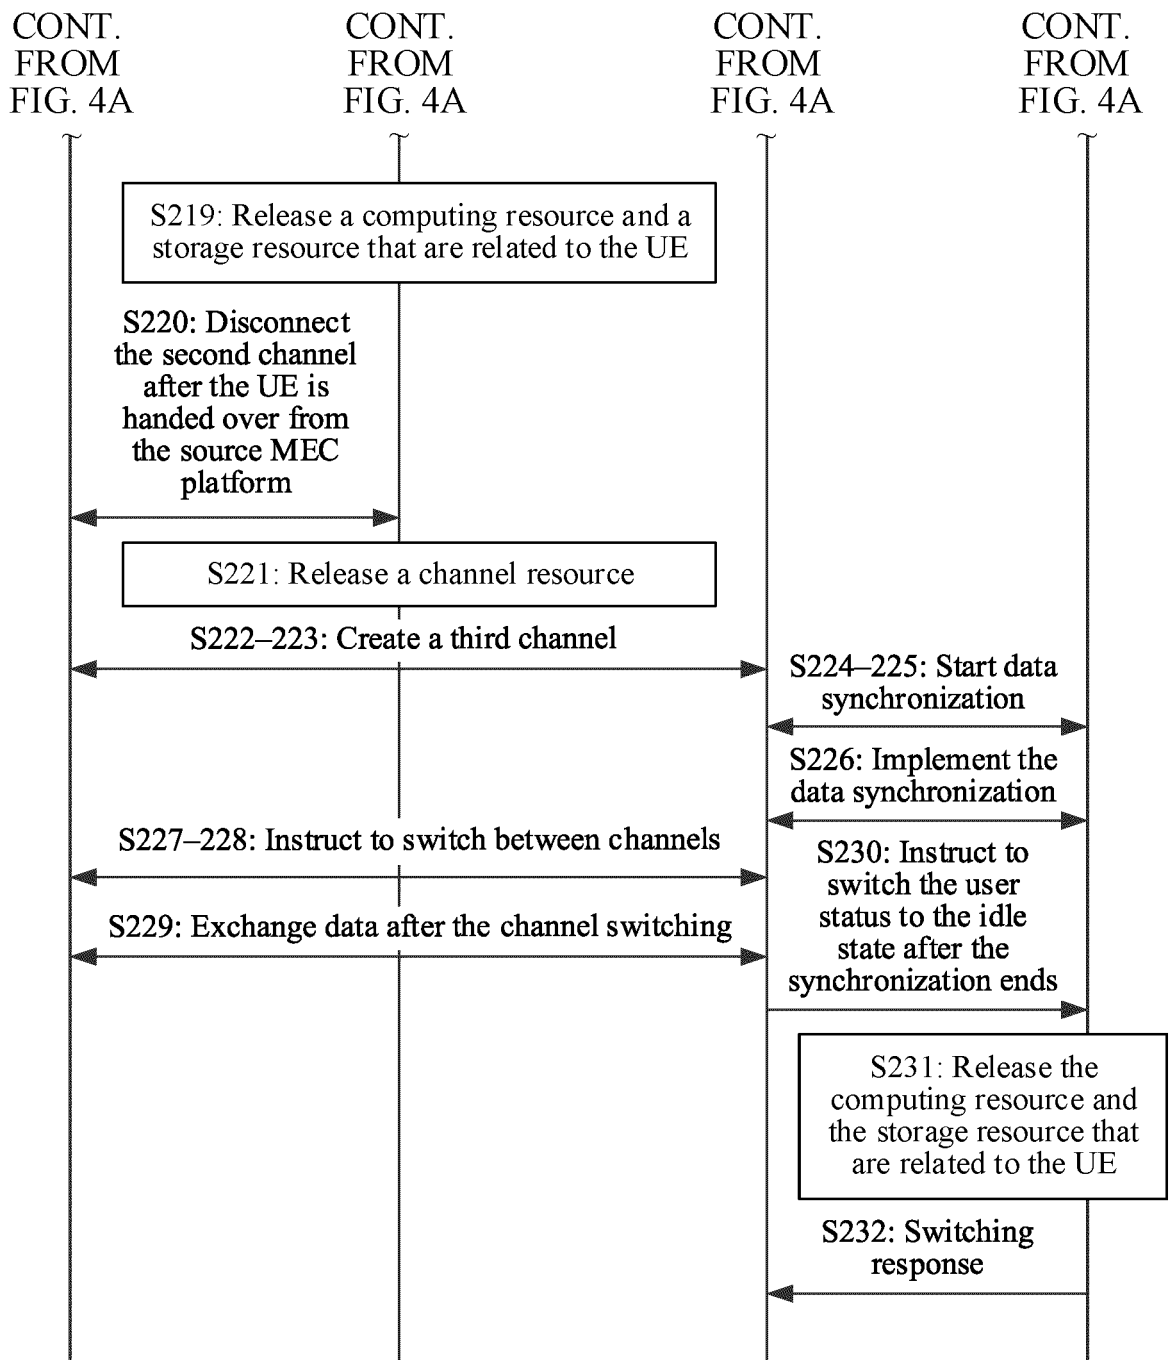 CONT.
FROM
FIG. 4A
CONT.
FROM
FIG. 4A
CONT.
FROM
FIG. 4A
CONT.
FROM
FIG. 4A
S219: Release a computing resource and a
storage resource that are related to the UE
S220: Disconnect
the second channel
after the UE is
handed over from
the source MEC
platform
S221: Release a channel resource
S222–223: Create a third channel
S224–225: Start data
synchronization
S226: Implement the
data synchronization
S227–228: Instruct to switch between channels
S229: Exchange data after the channel switching
S230: Instruct to
switch the user
status to the idle
state after the
synchronization ends
S231: Release the
computing resource and
the storage resource that
are related to the UE
S232: Switching
response